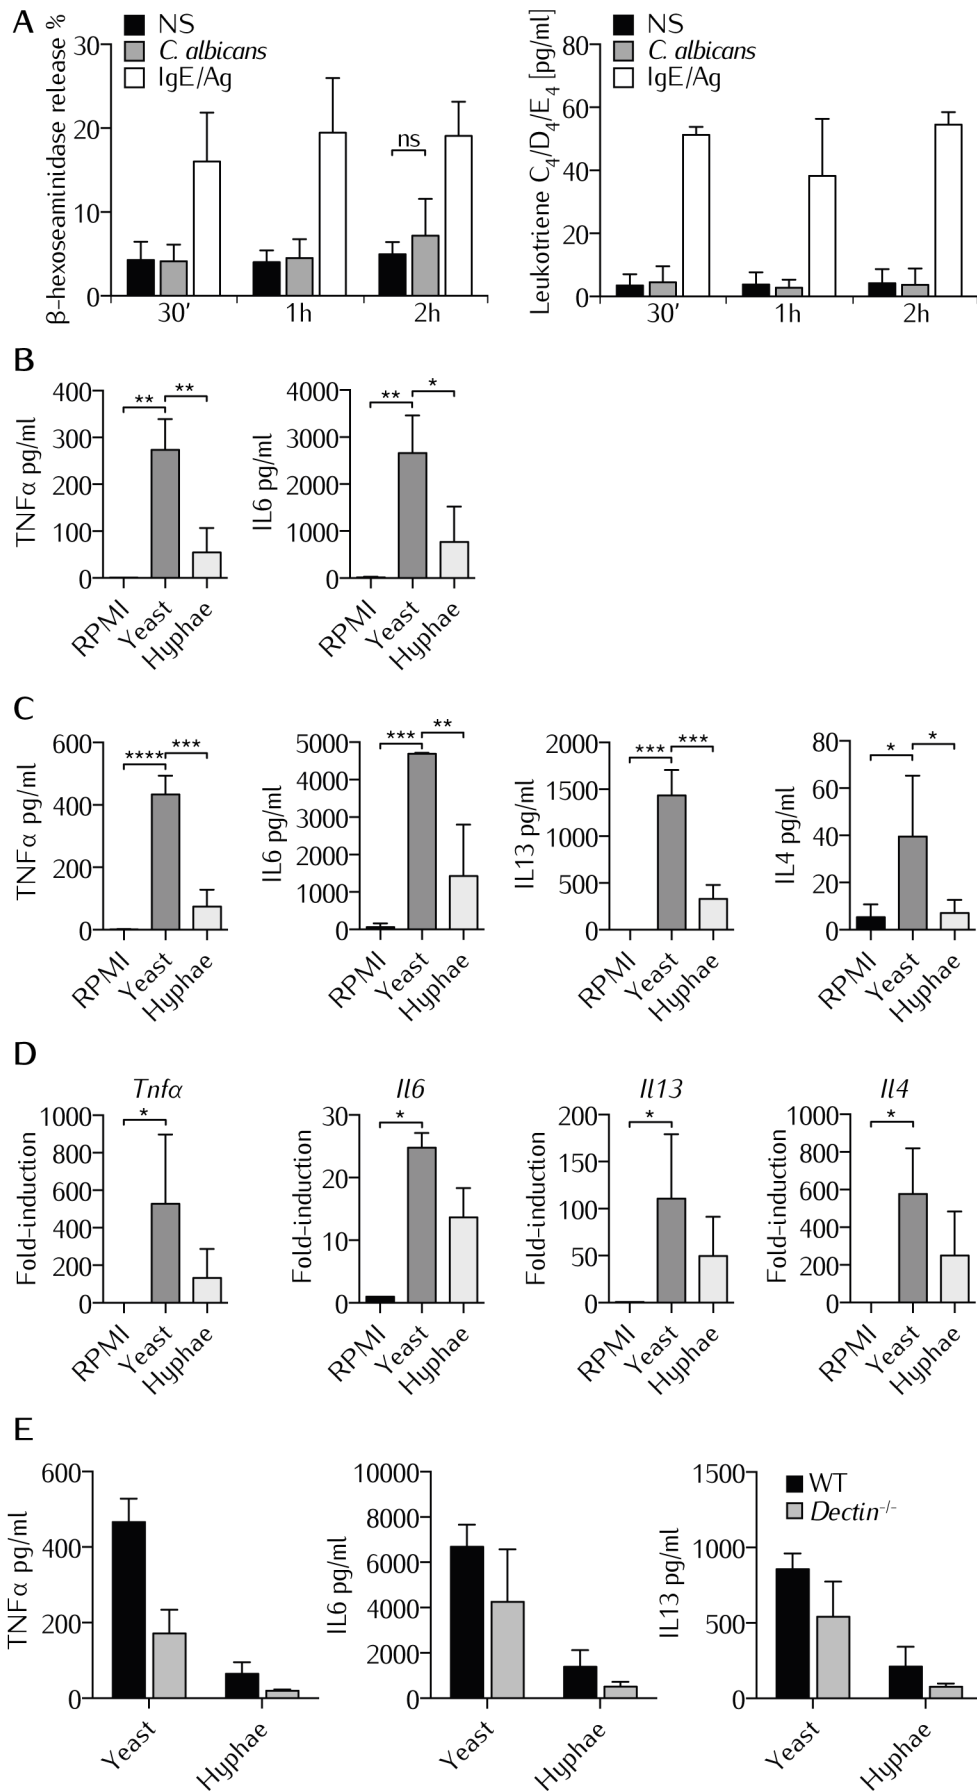 A
NS
C. albicans
IgE/Ag
β-hexoseaminidase release %
30
20
10
0
ns
30′ 1h 2h
NS
C. albicans
IgE/Ag
Leukotriene C4/D4/E4 [pg/ml]
80
60
40
20
0
30′ 1h 2h
B
TNFα pg/ml
400
300
200
100
0
** **
RPMI Yeast Hyphae
IL6 pg/ml
4000
3000
2000
1000
0
** *
RPMI Yeast Hyphae
C
TNFα pg/ml
600
400
200
0
**** ***
RPMI Yeast Hyphae
IL6 pg/ml
5000
4000
3000
2000
1000
0
*** **
RPMI Yeast Hyphae
IL13 pg/ml
2000
1500
1000
500
0
*** ***
RPMI Yeast Hyphae
IL4 pg/ml
80
60
40
20
0
* *
RPMI Yeast Hyphae
D
Tnfα
Fold-induction
1000
800
600
400
200
0
*
RPMI Yeast Hyphae
Il6
Fold-induction
30
20
10
0
*
RPMI Yeast Hyphae
Il13
Fold-induction
200
150
100
50
0
*
RPMI Yeast Hyphae
Il4
Fold-induction
1000
800
600
400
200
0
*
RPMI Yeast Hyphae
E
TNFα pg/ml
600
400
200
0
Yeast Hyphae
IL6 pg/ml
10000
8000
6000
4000
2000
0
Yeast Hyphae
IL13 pg/ml
1500
1000
500
0
WT
Dectin-/-
Yeast Hyphae